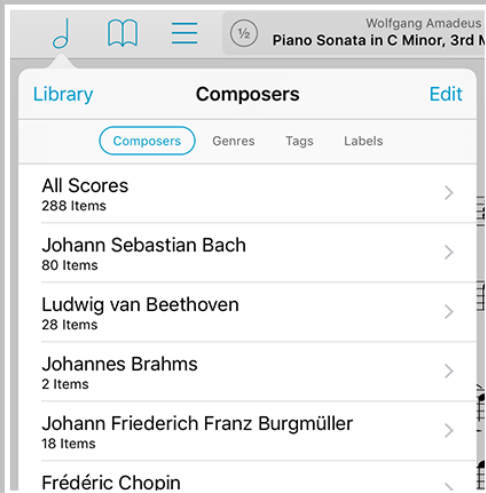 ½
Wolfgang Amadeus
Piano Sonata in C Minor, 3rd
Library
Composers
Edit
Composers
Genres
Tags
Labels
All Scores
288 Items
Johann Sebastian Bach
80 Items
Ludwig van Beethoven
28 Items
Johannes Brahms
2 Items
Johann Friederich Franz Burgmüller
18 Items
Frédéric Chopin